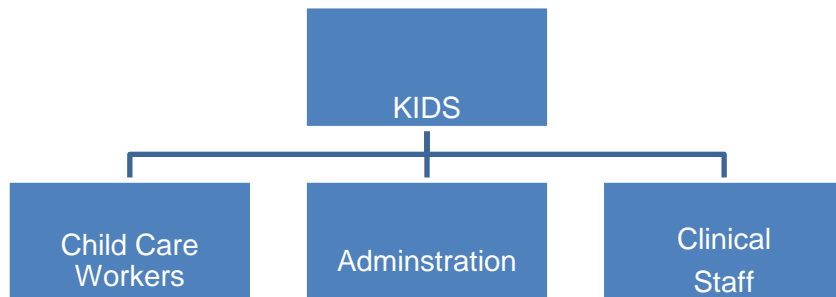 KIDS
Child Care
Workers
Adminstration
Clinical
Staff